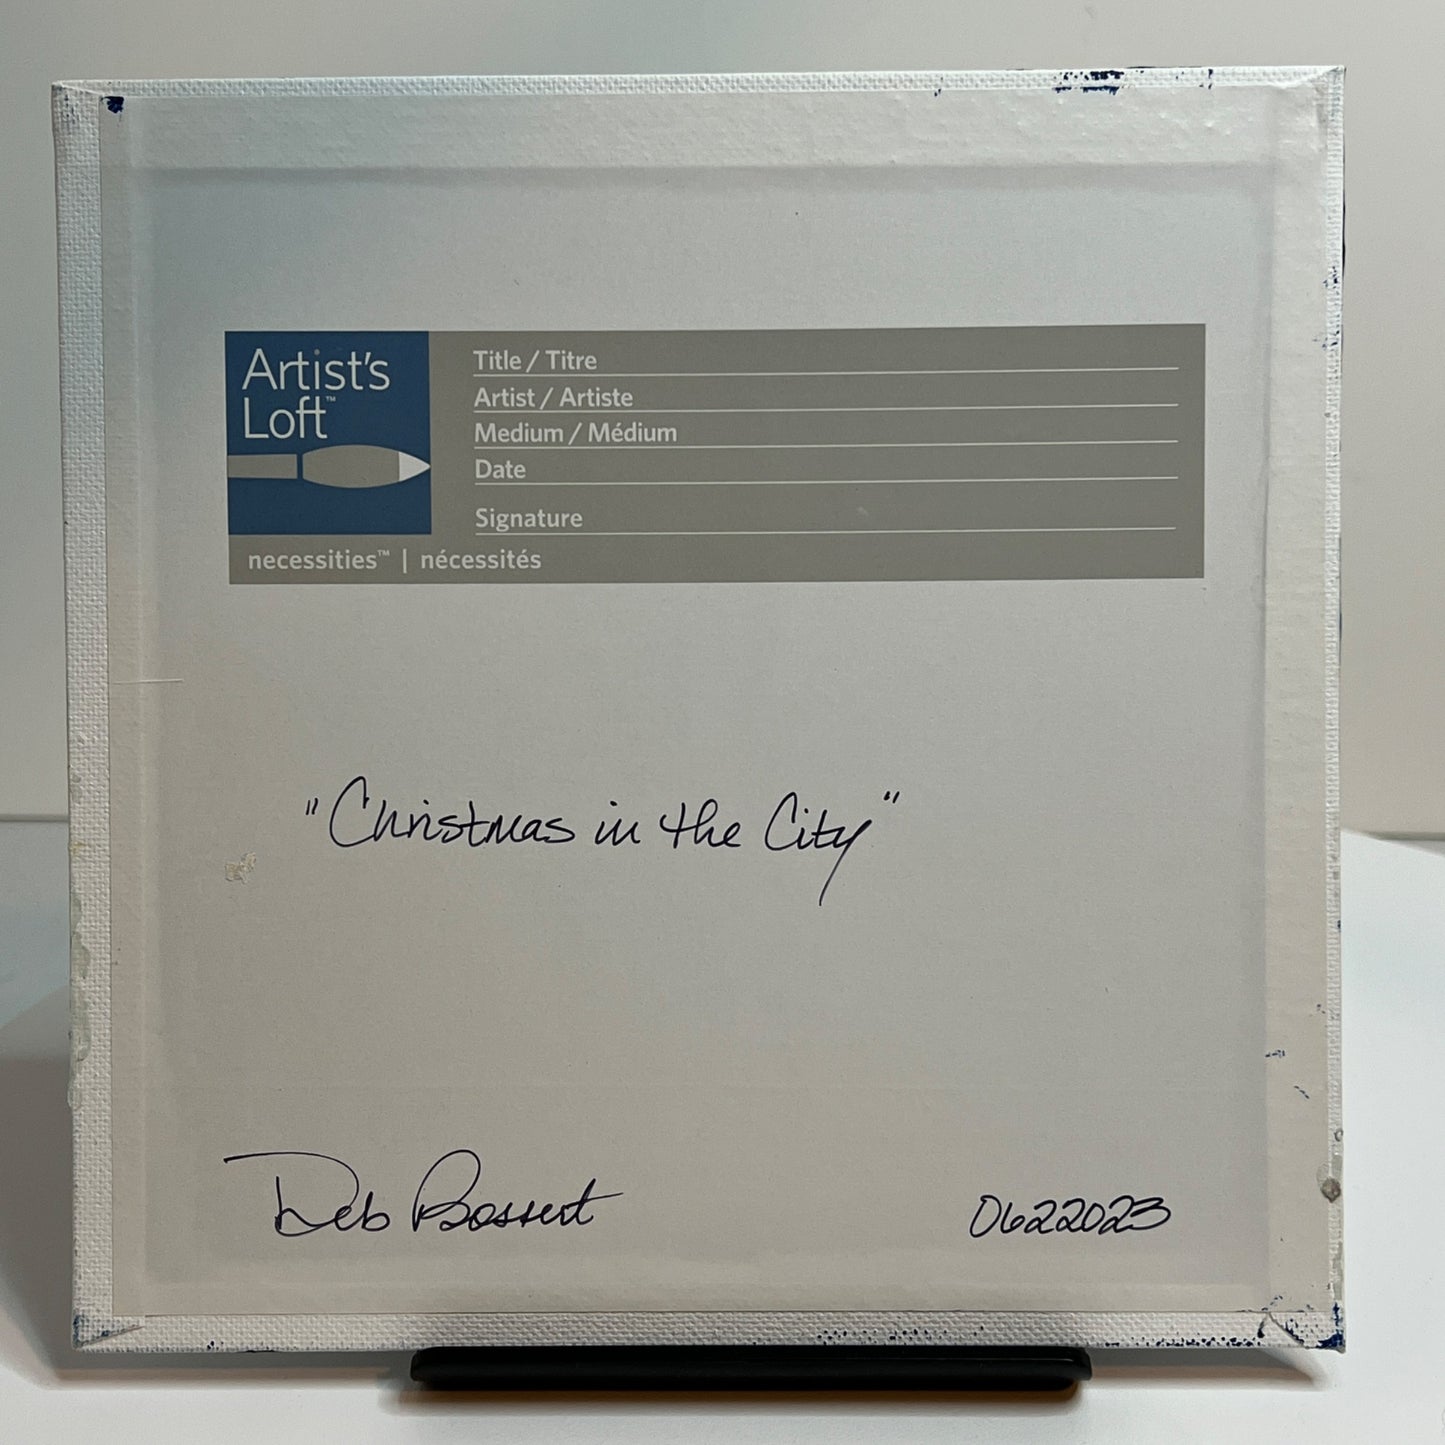 Artist's
Loft™
Title / Titre
Artist / Artiste
Medium / Médium
Date
Signature
necessities™ | nécessités
"Christmas in the City"
Deb Bossert
06222023